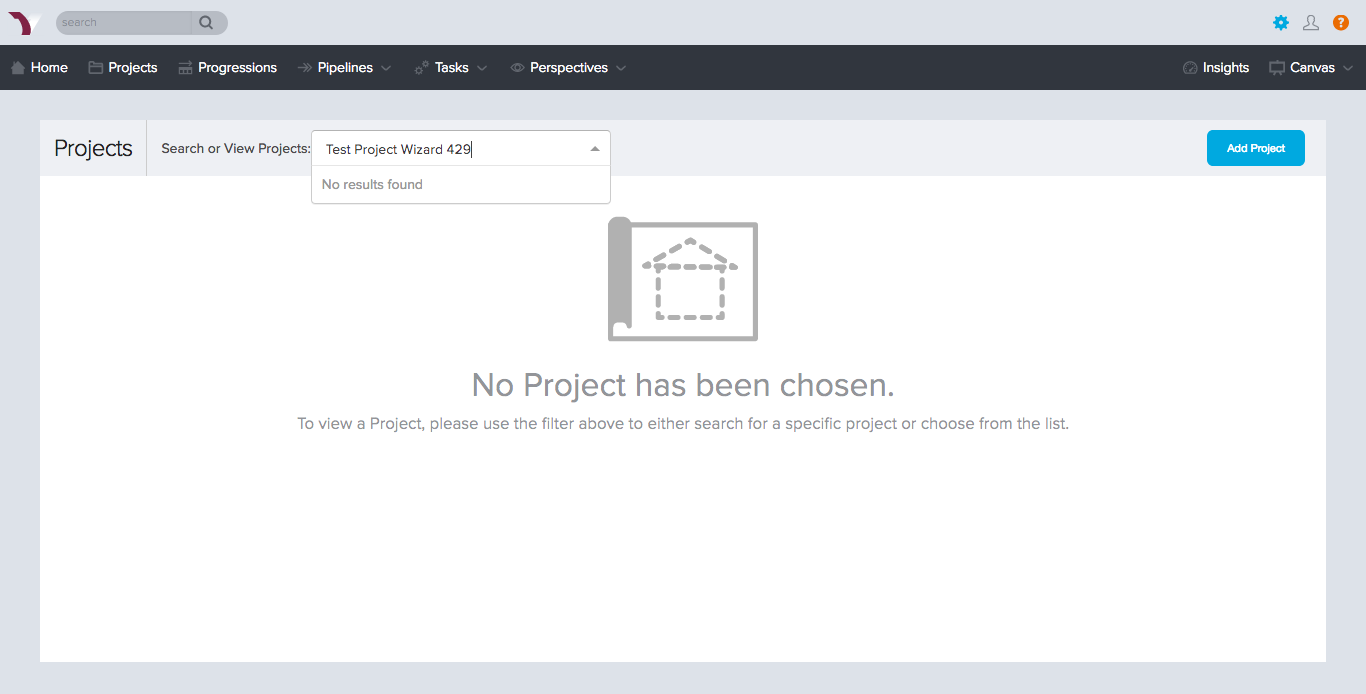 search
?
Home Projects Progressions Pipelines Tasks Perspectives Insights Canvas
Projects Search or View Projects: Test Project Wizard 429 Add Project
No results found
No Project has been chosen.
To view a Project, please use the filter above to either search for a specific project or choose from the list.